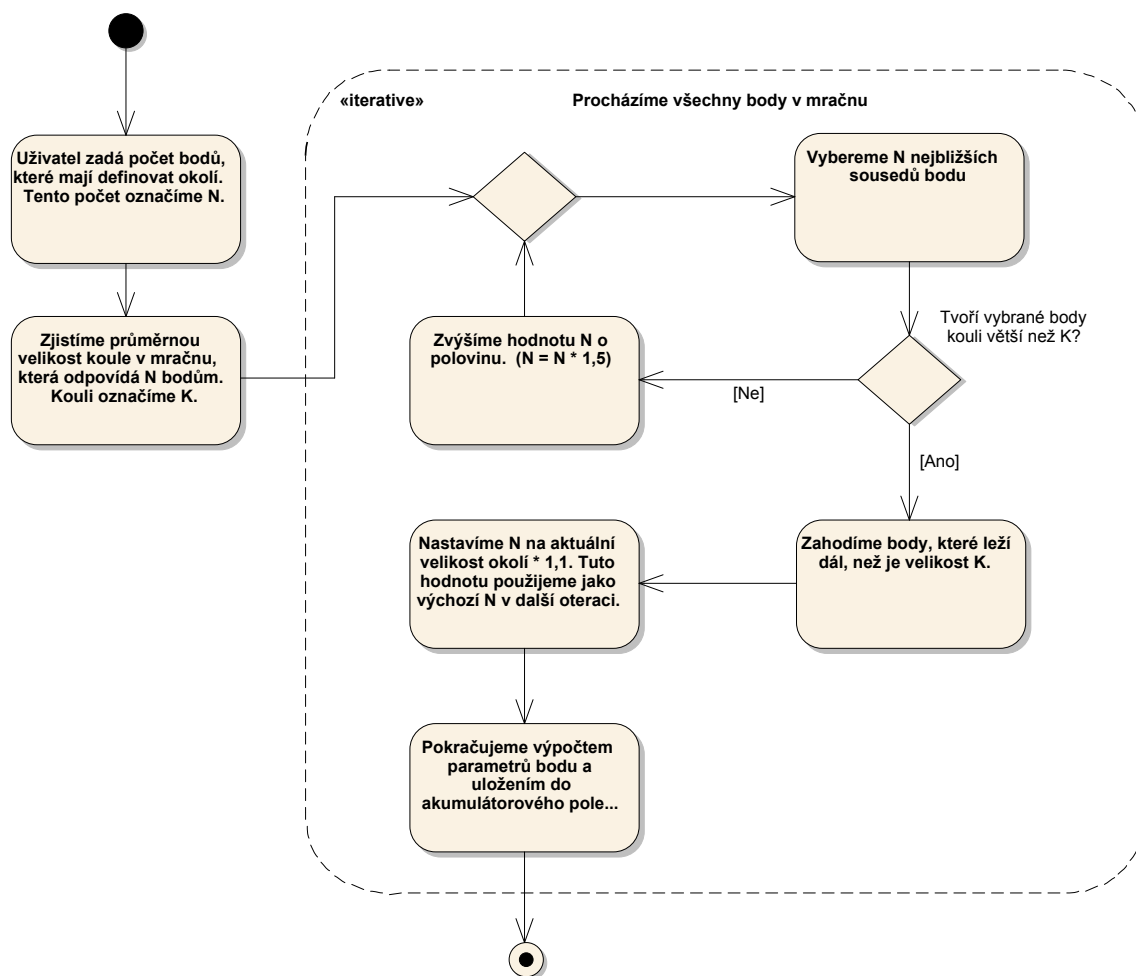 «iterative»
Procházíme všechny body v mračnu
Uživatel zadá počet bodů,
které mají definovat okolí.
Tento počet označíme N.
Vybereme N nejbližších
sousedů bodu
Zjistíme průměrnou
velikost koule v mračnu,
která odpovídá N bodům.
Kouli označíme K.
Zvýšíme hodnotu N o
polovinu. (N = N * 1,5)
Tvoří vybrané body
kouli větší než K?
[Ne]
[Ano]
Nastavíme N na aktuální
velikost okolí * 1,1. Tuto
hodnotu použijeme jako
výchozí N v další oteraci.
Zahodíme body, které leží
dál, než je velikost K.
Pokračujeme výpočtem
parametrů bodu a
uložením do
akumulátorového pole...